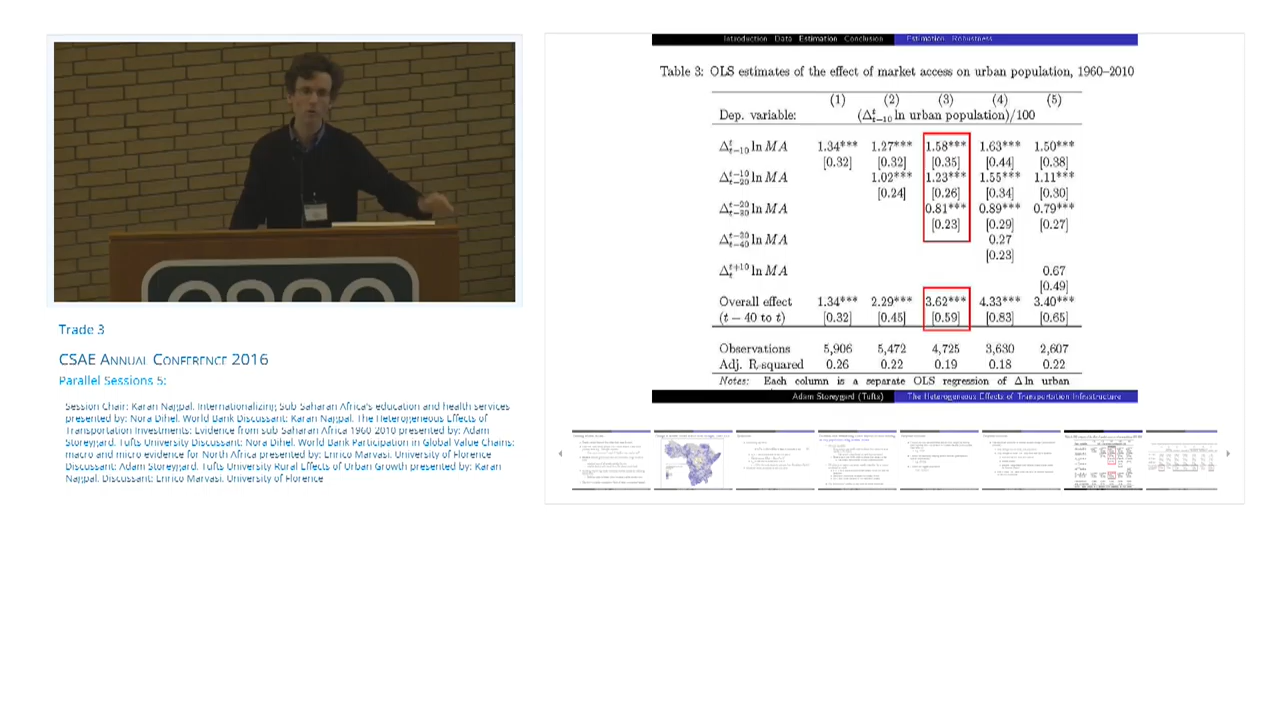 Trade 3
CSAE Annual Conference 2016
Parallel Sessions 5:
Session Chair: Karan Nagpal. Internationalizing Sub Saharan Africa's education and health services
presented by: Nora Dihel. World Bank Discussant: Karan Nagpal. The Heterogeneous Effects of
Transportation Investments: Evidence from sub Saharan Africa 1960 2010 presented by: Adam
Storeygard. Tufts University Discussant: Nora Dihel. World Bank Participation in Global Value Chains:
macro and micro evidence for North Africa presented by: Enrico Marvasi. University of Florence
Discussant: Adam Storeygard. Tufts University Rural Effects of Urban Growth presented by: Karan
Nagpal. Discussant: Enrico Marvasi. University of Florence
Introduction Data Estimation Conclusion Estimation Robustness
Table 3: OLS estimates of the effect of market access on urban population, 1960–2010
(1) (2) (3) (4) (5)
Dep. variable: (Δᵗₜ₋₁₀ ln urban population)/100
Δᵗₜ₋₁₀ ln MA 1.34*** 1.27*** 1.58*** 1.63*** 1.50***
[0.32] [0.32] [0.35] [0.44] [0.38]
Δᵗ⁻¹⁰ₜ₋₂₀ ln MA 1.02*** 1.23*** 1.55*** 1.11***
[0.24] [0.26] [0.34] [0.30]
Δᵗ⁻²⁰ₜ₋₃₀ ln MA 0.81*** 0.89*** 0.79***
[0.23] [0.29] [0.27]
Δᵗ⁻³⁰ₜ₋₄₀ ln MA 0.27
[0.23]
Δᵗ⁺¹⁰ₜ ln MA 0.67
[0.49]
Overall effect 1.34*** 2.29*** 3.62*** 4.33*** 3.40***
(t − 40 to t) [0.32] [0.45] [0.59] [0.83] [0.65]
Observations 5,906 5,472 4,725 3,630 2,607
Adj. R-squared 0.26 0.22 0.19 0.18 0.22
Notes: Each column is a separate OLS regression of Δ ln urban
Adam Storeygard (Tufts) The Heterogeneous Effects of Transportation Infrastructure